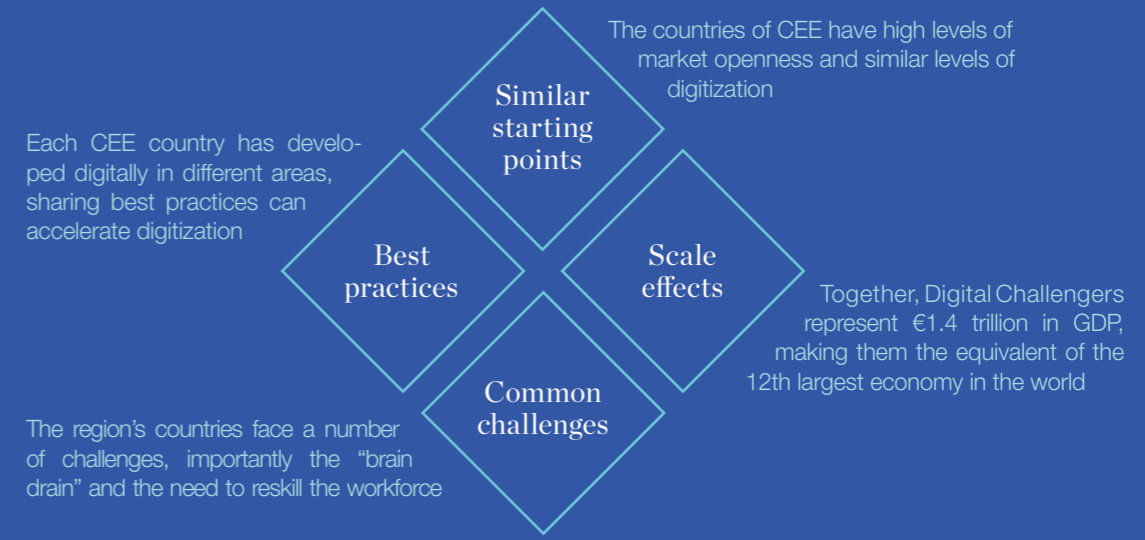 The countries of CEE have high levels of
market openness and similar levels of
digitization
Similar
starting
points
Each CEE country has develo-
ped digitally in different areas,
sharing best practices can
accelerate digitization
Best
practices
Scale
effects
Together, Digital Challengers
represent €1.4 trillion in GDP,
making them the equivalent of the
12th largest economy in the world
Common
challenges
The region’s countries face a number
of challenges, importantly the “brain
drain” and the need to reskill the workforce